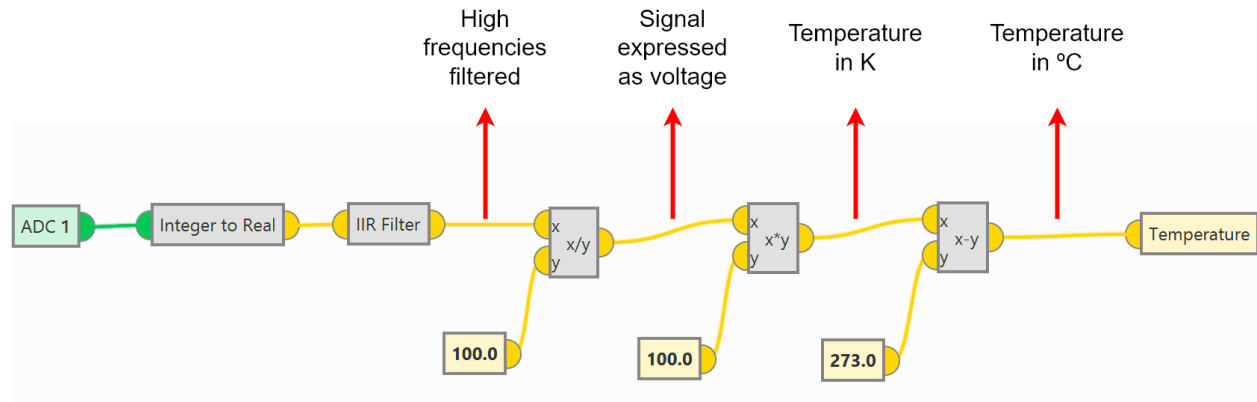 High
frequencies
filtered
Signal
expressed
as voltage
Temperature
in K
Temperature
in ºC
ADC 1
Integer to Real
IIR Filter
x
y
x/y
x
y
x*y
x
y
x-y
Temperature
100.0
100.0
273.0